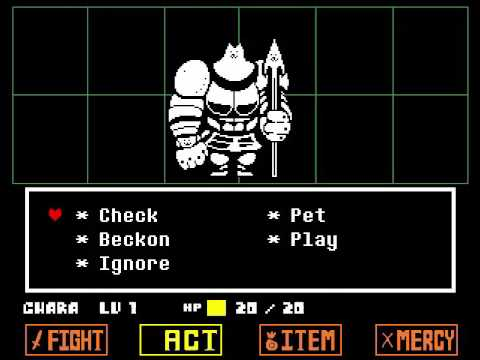 * Check * Pet
* Beckon * Play
* Ignore
CHARA LV 1 HP 20 / 20
FIGHT ACT ITEM MERCY